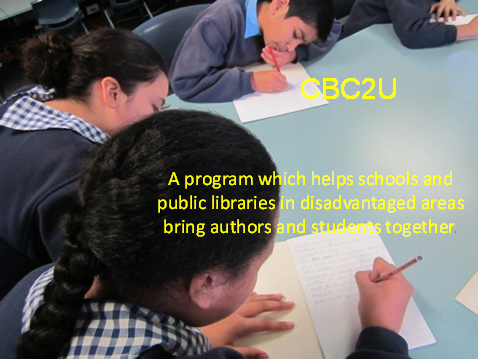 CBC2U
A program which helps schools and
public libraries in disadvantaged areas
bring authors and students together